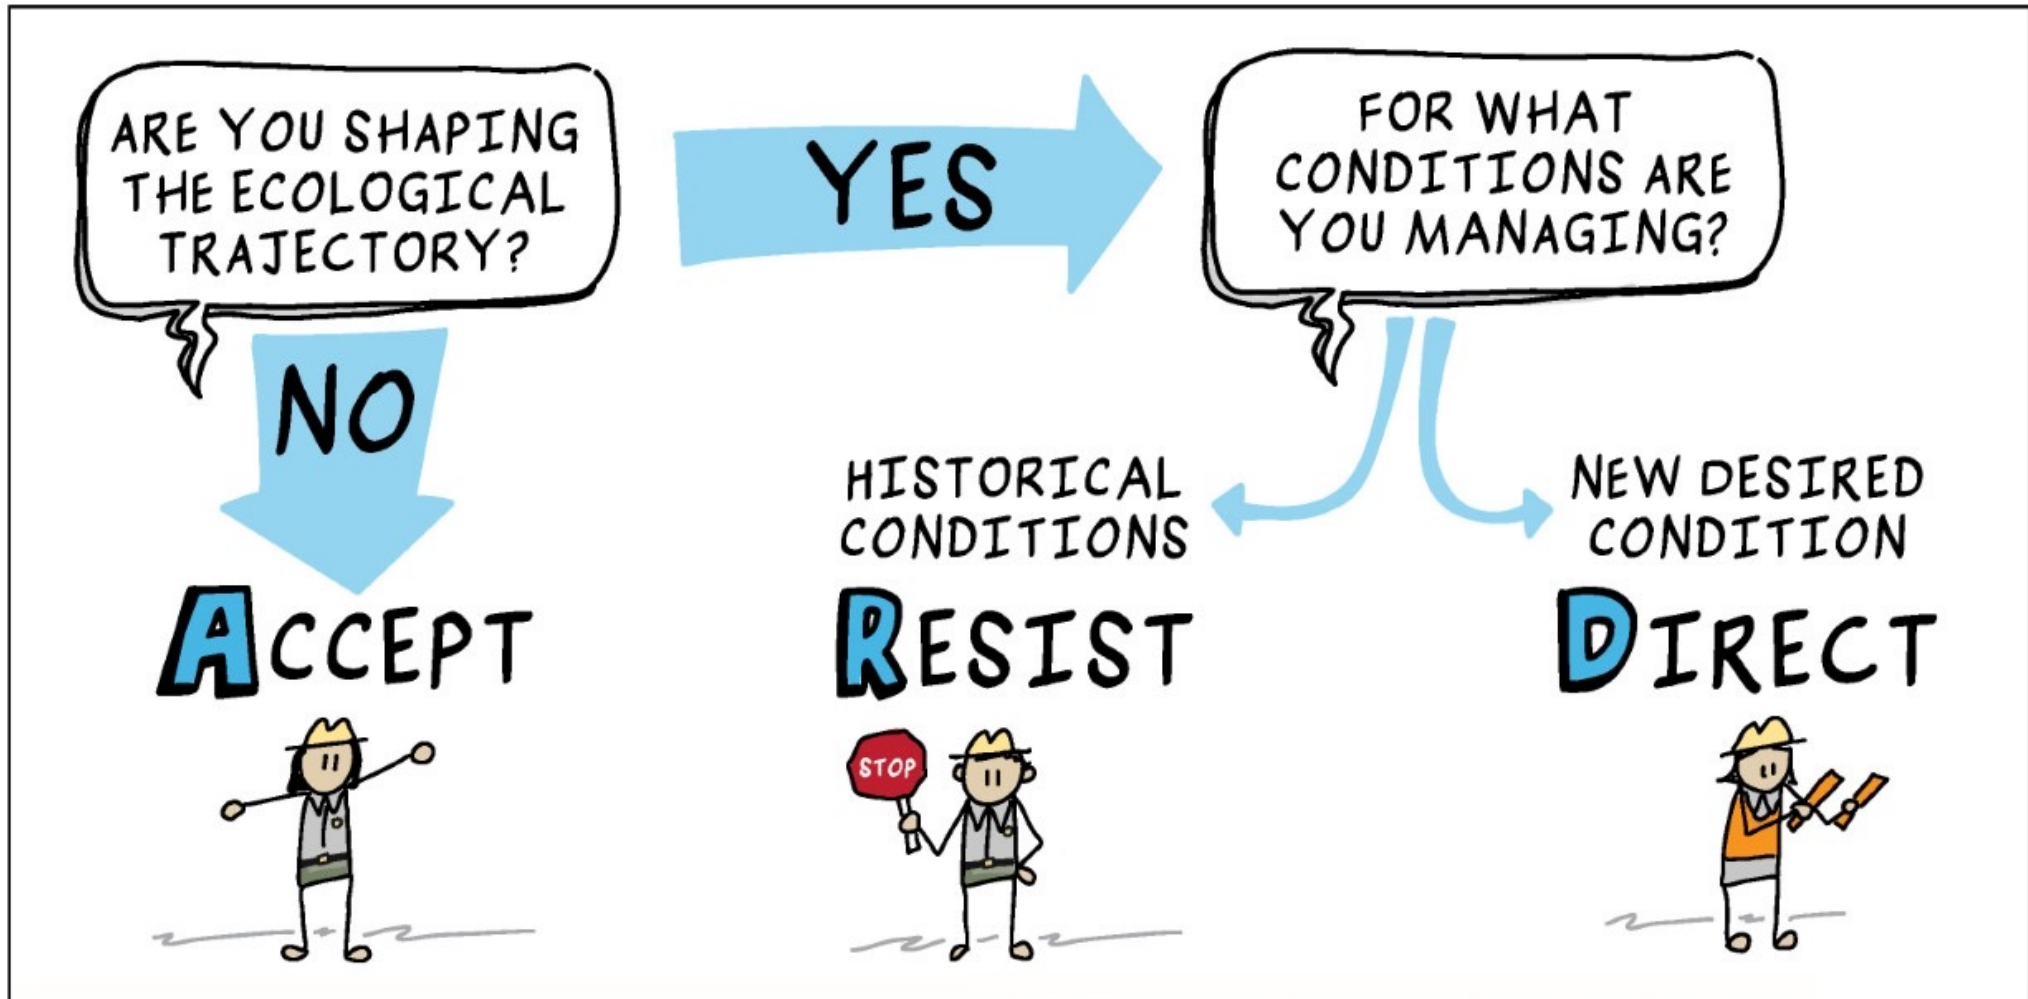 ARE YOU SHAPING
THE ECOLOGICAL
TRAJECTORY?
YES
FOR WHAT
CONDITIONS ARE
YOU MANAGING?
NO
HISTORICAL
CONDITIONS
NEW DESIRED
CONDITION
ACCEPT
RESIST
DIRECT
STOP